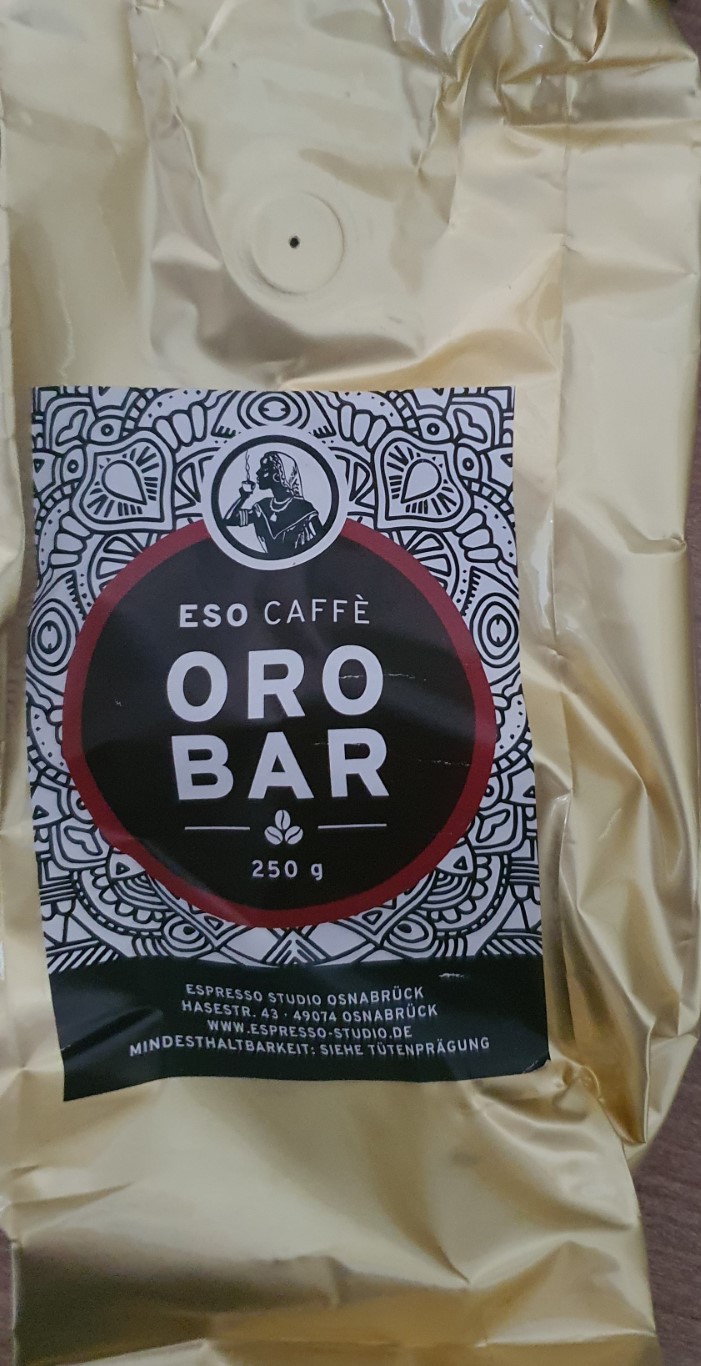 ESO CAFFÈ
ORO
BAR
250 g
ESPRESSO STUDIO OSNABRÜCK
HASESTR. 43 · 49074 OSNABRÜCK
WWW.ESPRESSO-STUDIO.DE
MINDESTHALTBARKEIT: SIEHE TÜTENPRÄGUNG